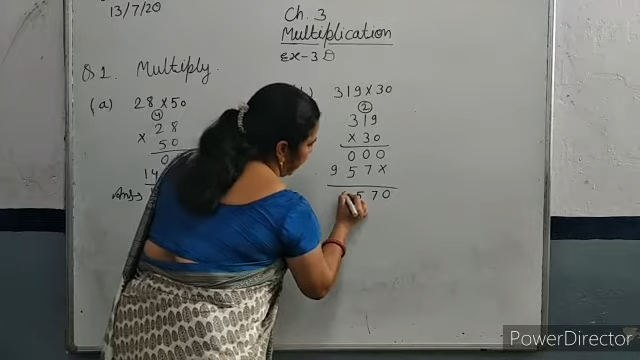 13/7/20
Ch. 3
Multiplication
Ex-3 D
Q1. Multiply.
(a) 28 x 50
319 x 30
4
2
28
319
x
50
x 30
0
000
14
957x
Ans
570
PowerDirector